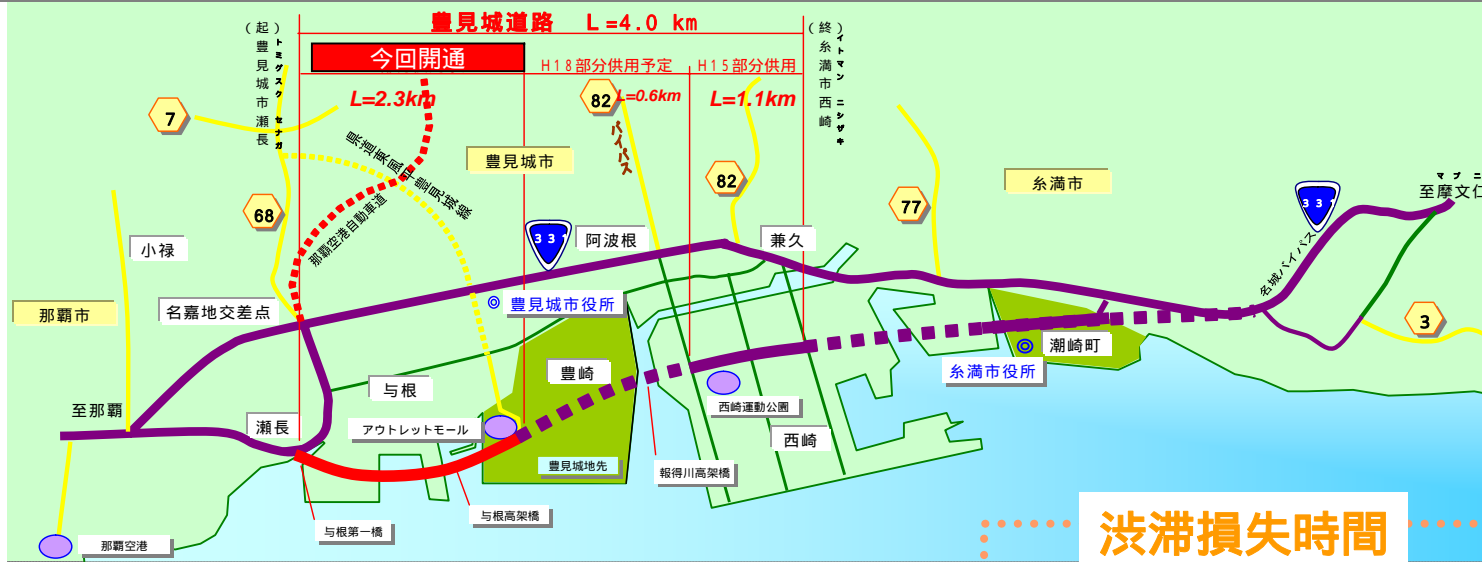 豊見城道路 L=4.0 km
今回開通
H18部分供用予定
H15部分供用
L=2.3km
L=0.6km
L=1.1km
(起)豊見城市瀬長
トミグスク セナガ
(終)糸満市西崎
イトマン ニシザキ
7
68
82
バイパス
82
77
331
331
3
県道東風平豊見城線
那覇空港自動車道
豊見城市
糸満市
那覇市
小禄
名嘉地交差点
阿波根
兼久
マブニ
至摩文仁
名城バイパス
豊見城市役所
潮崎町
糸満市役所
豊崎
与根
至那覇
瀬長
アウトレットモール
西崎運動公園
西崎
豊見城地先
報得川高架橋
与根高架橋
与根第一橋
那覇空港
渋滞損失時間